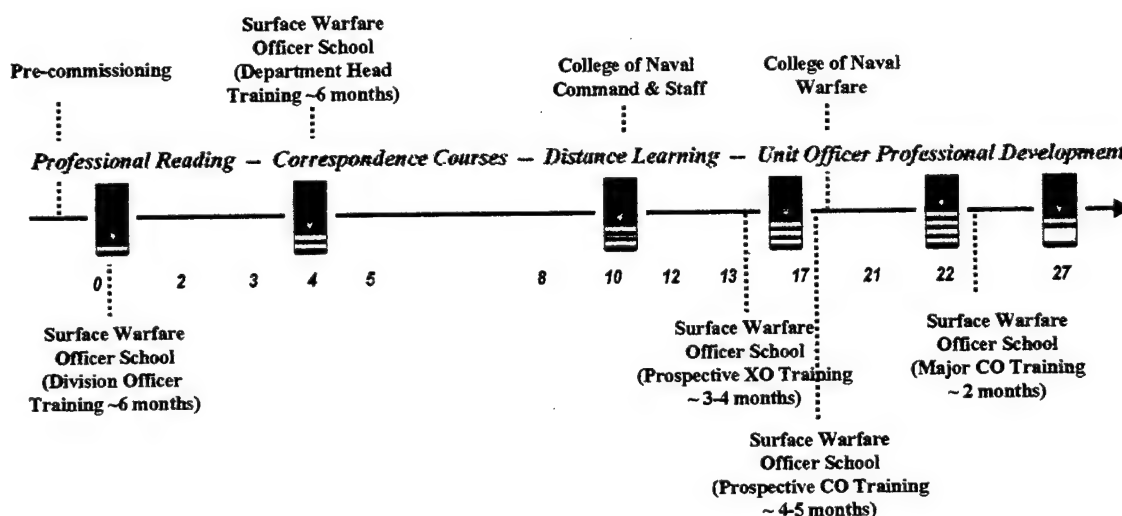 Surface Warfare
Officer School
(Department Head
Training ~6 months)
Pre-commissioning
College of Naval
Command & Staff
College of Naval
Warfare
Professional Reading – Correspondence Courses – Distance Learning – Unit Officer Professional Development
0 2 3 4 5 8 10 12 13 17 21 22 27
Surface Warfare
Officer School
(Division Officer
Training ~6 months)
Surface Warfare
Officer School
(Prospective XO Training
~ 3-4 months)
Surface Warfare
Officer School
(Prospective CO Training
~ 4-5 months)
Surface Warfare
Officer School
(Major CO Training
~ 2 months)